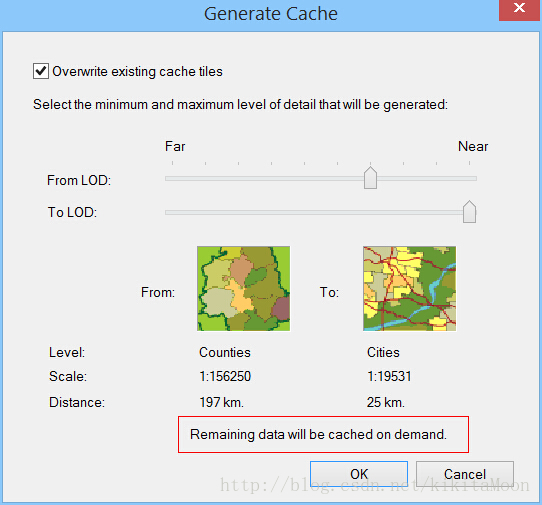 Generate Cache
Overwrite existing cache tiles
Select the minimum and maximum level of detail that will be generated:
Far Near
From LOD:
To LOD:
From: To:
Level: Counties Cities
Scale: 1:156250 1:19531
Distance: 197 km. 25 km.
Remaining data will be cached on demand.
OK Cancel
http://blog.csdn.net/kikitaMoon